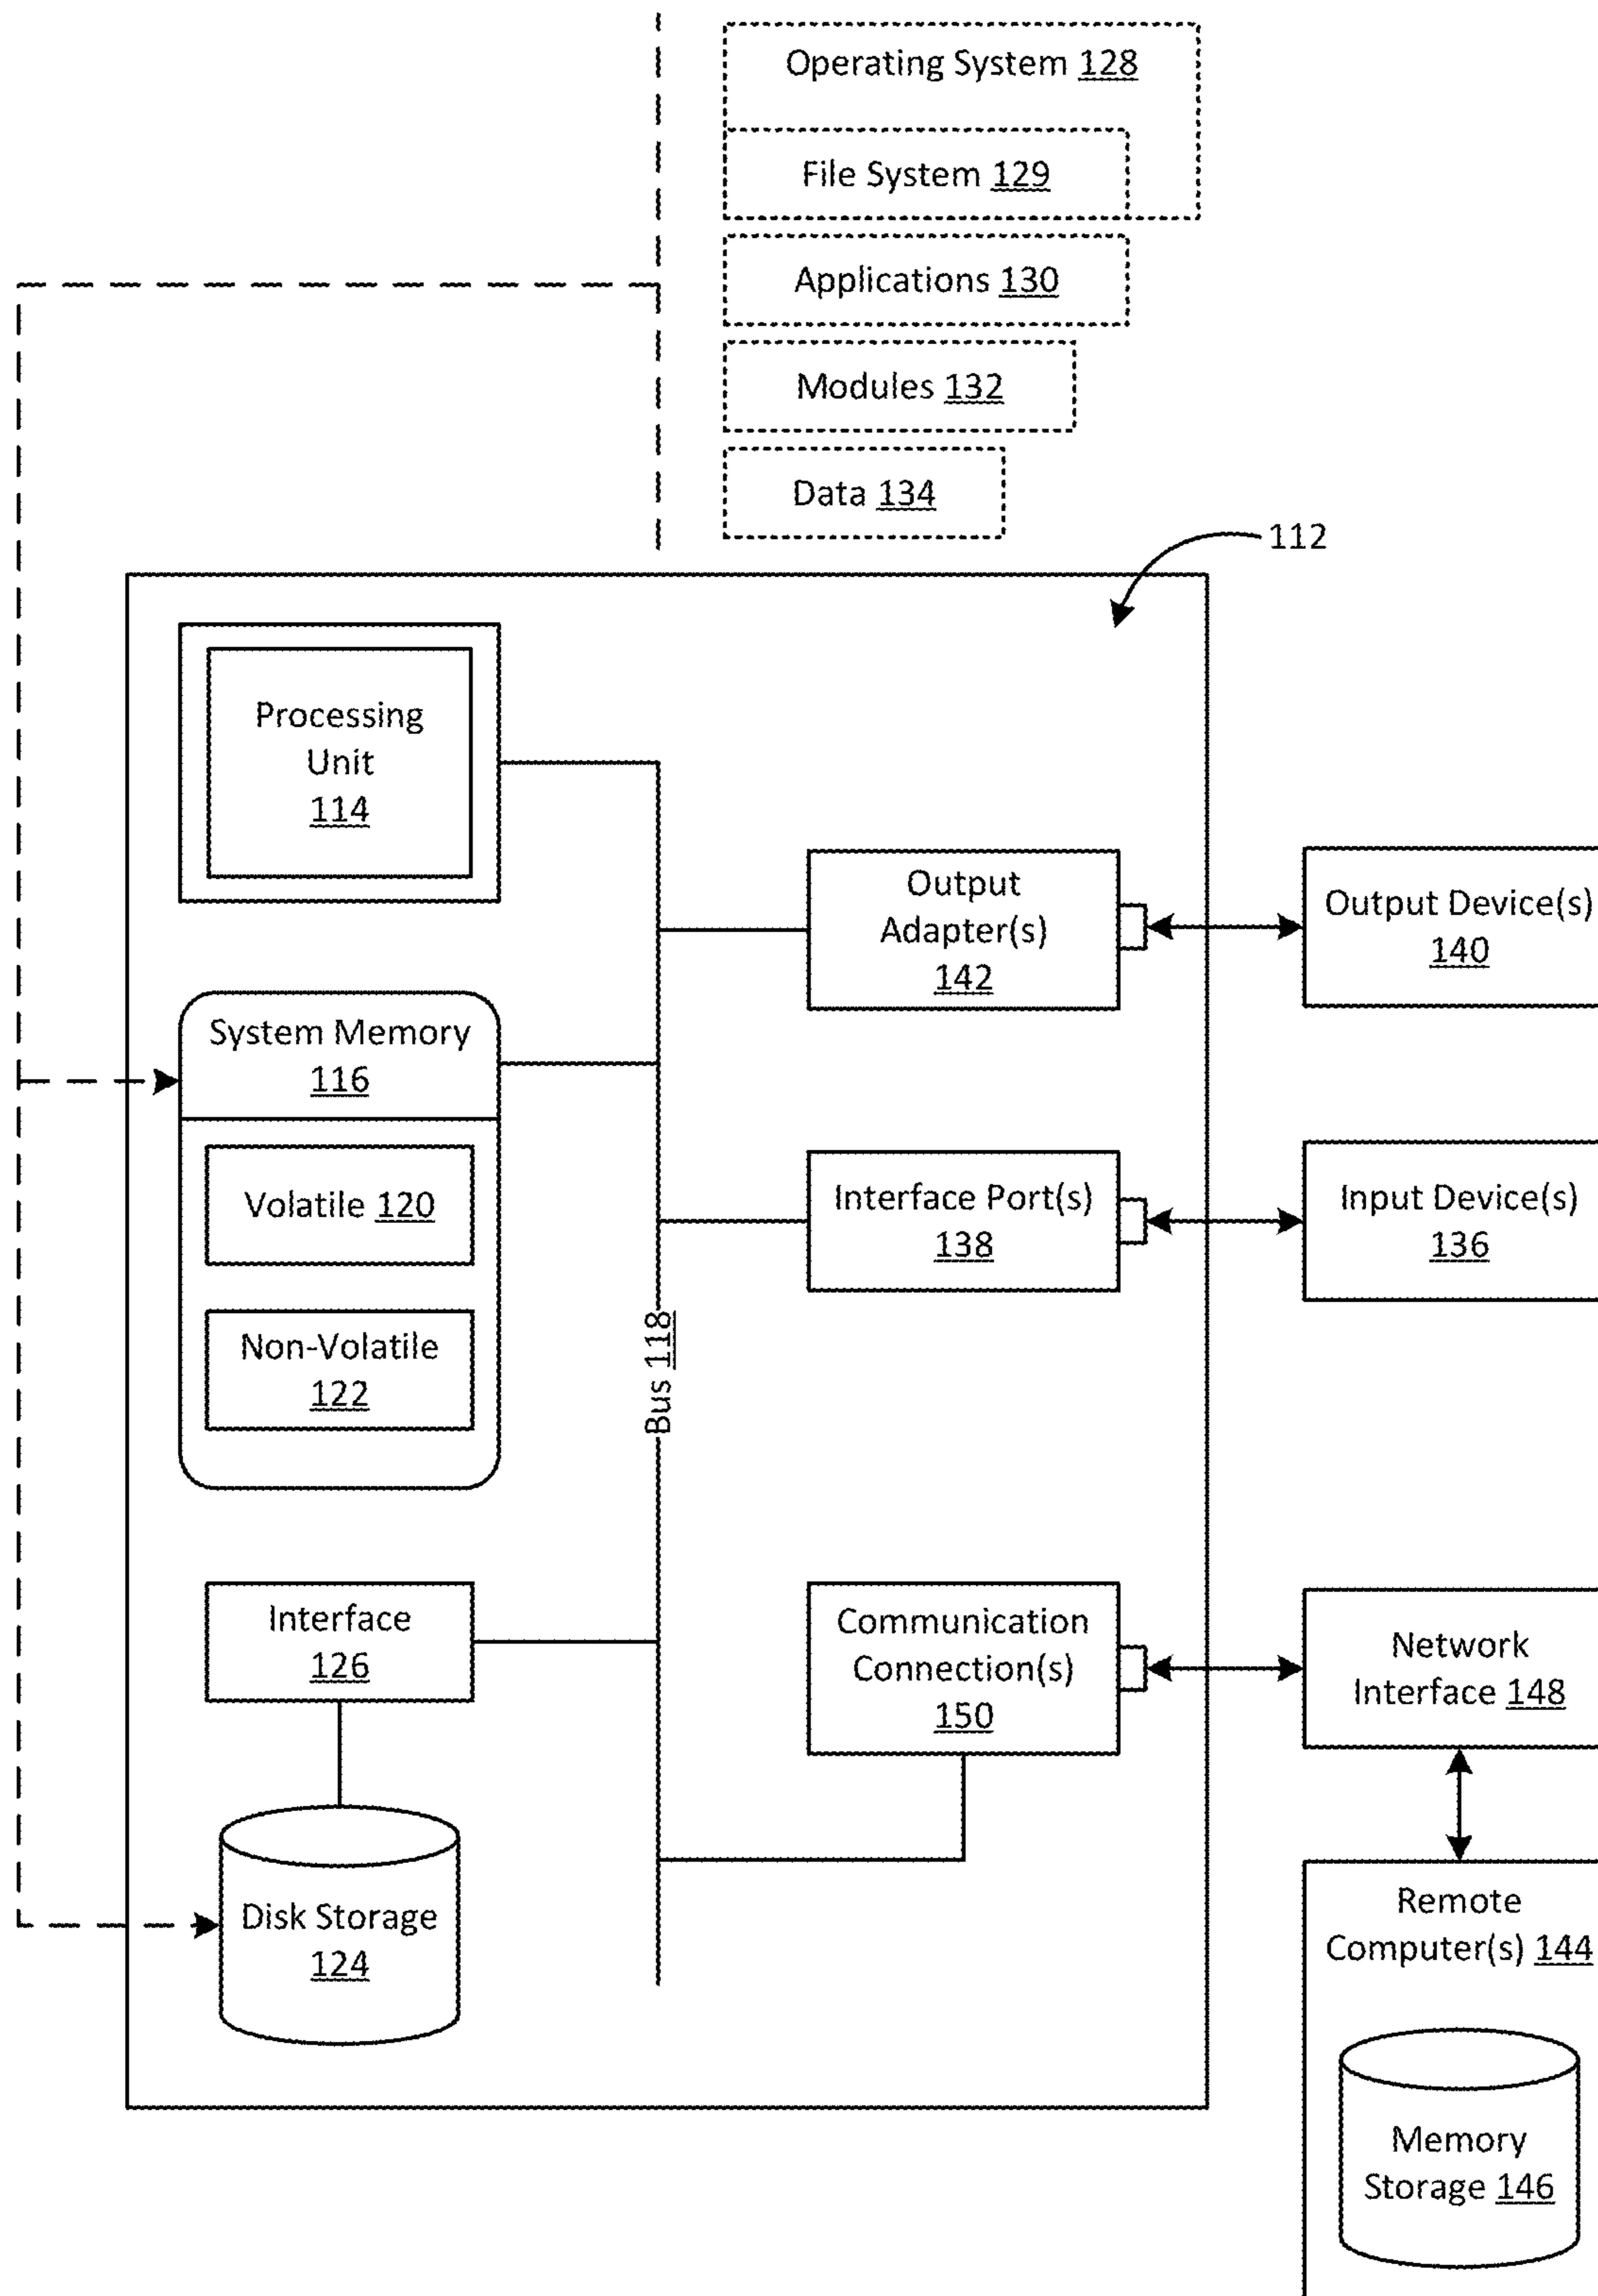 Operating System 128
File System 129
Applications 130
Modules 132
Data 134
112
Processing
Unit
114
Output
Adapter(s)
142
Output Device(s)
140
System Memory
116
Volatile 120
Non-Volatile
122
Interface Port(s)
138
Input Device(s)
136
Bus 118
Interface
126
Communication
Connection(s)
150
Network
Interface 148
Disk Storage
124
Remote
Computer(s) 144
Memory
Storage 146